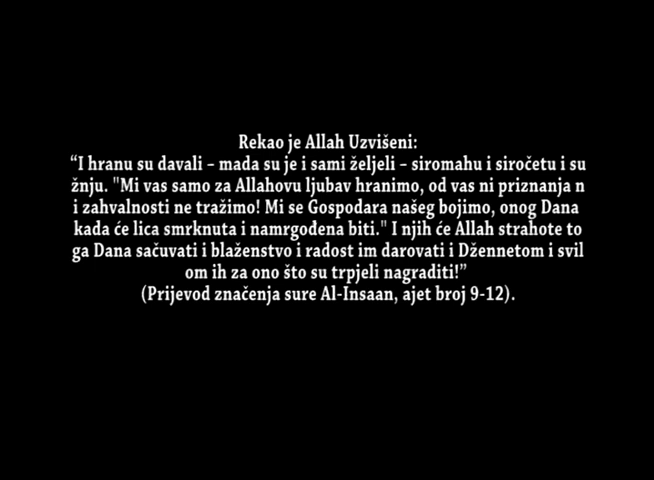 Rekao je Allah Uzvišeni:
“I hranu su davali – mada su je i sami željeli – siromahu i siročetu i su
žnju. "Mi vas samo za Allahovu ljubav hranimo, od vas ni priznanja n
i zahvalnosti ne tražimo! Mi se Gospodara našeg bojimo, onog Dana
kada će lica smrknuta i namrgođena biti." I njih će Allah strahote to
ga Dana sačuvati i blaženstvo i radost im darovati i Džennetom i svil
om ih za ono što su trpjeli nagraditi!”
(Prijevod značenja sure Al-Insaan, ajet broj 9-12).